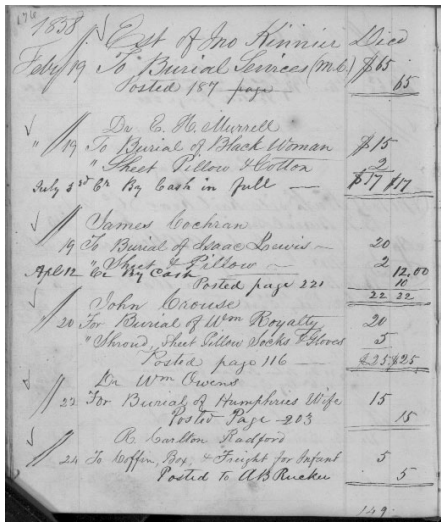 176
1858 Est of Jno Kinnier Died
Feby 19 To Burial Services (m.c.) $65
65
Posted 187 page
Dr. E. H. Murrell
" 19 To Burial of Black Woman $15
" Sheet Pillow & Cotton 2
July 3rd Cr By Cash in full — $17 $17
James Cochran
19 To Burial of Isaac Lewis — 20
" Sheet & Pillow — 2
Apl 12 Cr By Cash 12.00
Posted page 221 10
22 22
John Crouse
20 For Burial of Wm Royalty 20
" Shroud, Sheet Pillow Socks & Gloves 5
Posted page 116 — $25 $25
Dr Wm Owens
22 For Burial of Humphries Wife 15
Posted Page - 203 15
R Carlton Radford
24 To Coffin, Box, & Freight for Infant 5
Posted to A B Rucker 5
149